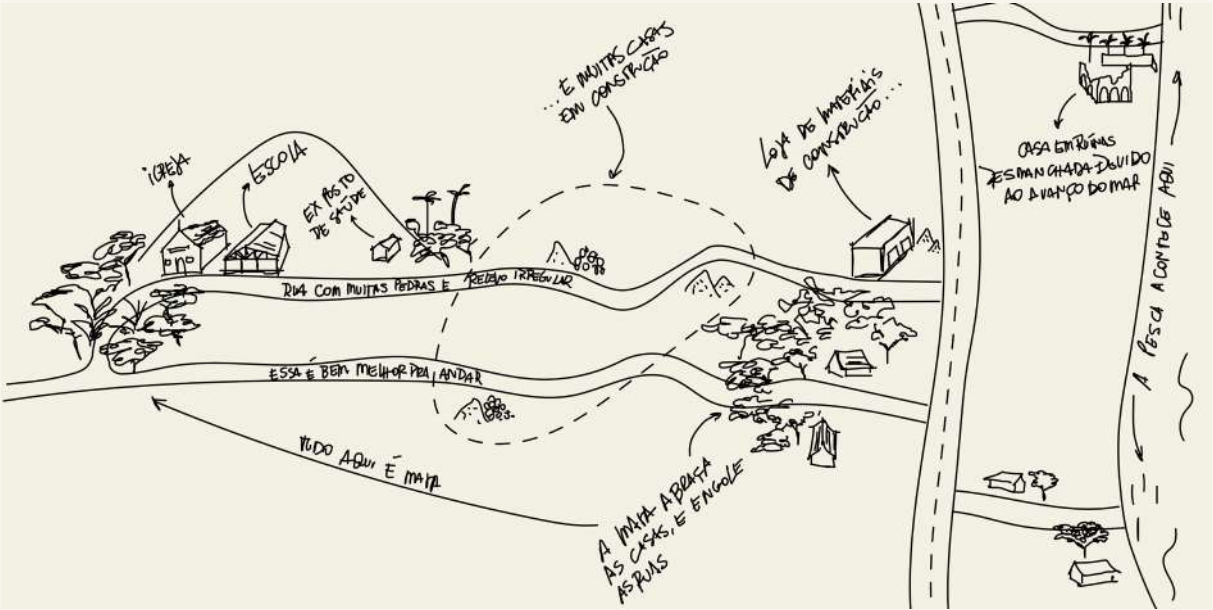 IGREJA
ESCOLA
EX POSTO
DE SAÚDE
...E MUITAS CASAS
EM CONSTRUÇÃO
LOJA DE MATERIAIS
DE CONSTRUÇÃO...
CASA EM RUÍNAS
ESMANCHADA DEVIDO
AO AVANÇO DO MAR
A PESCA ACONTECE AQUI
RUA COM MUITAS PEDRAS E RELEVO IRREGULAR
ESSA É BEM MELHOR PRA ANDAR
TUDO AQUI É MATA
A MATA ABRAÇA
AS CASAS, E ENGOLE
AS RUAS